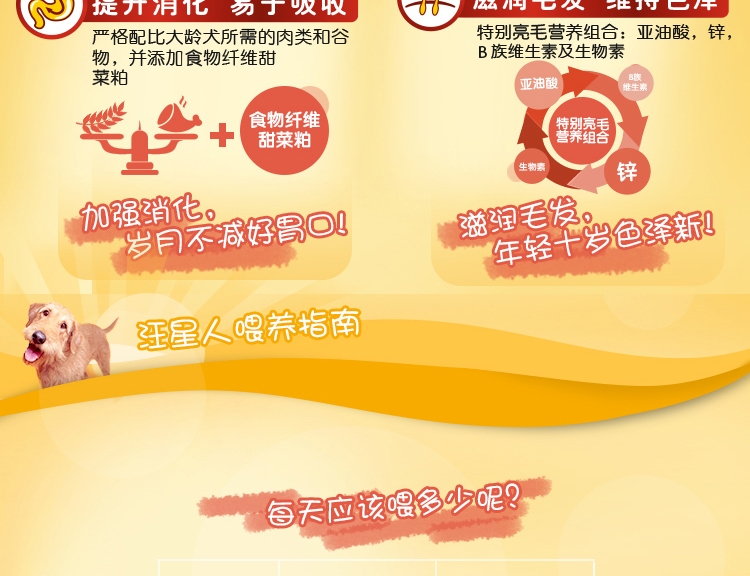 提升消化 易于吸收
严格配比大龄犬所需的肉类和谷
物，并添加食物纤维甜
菜粕
食物纤维
甜菜粕
加强消化，
岁月不减好胃口！
滋润毛发 维持色泽
特别亮毛营养组合：亚油酸，锌，
B 族维生素及生物素
亚油酸
B族
维生素
特别亮毛
营养组合
生物素
锌
滋润毛发，
年轻十岁色泽新！
汪星人喂养指南
每天应该喂多少呢？